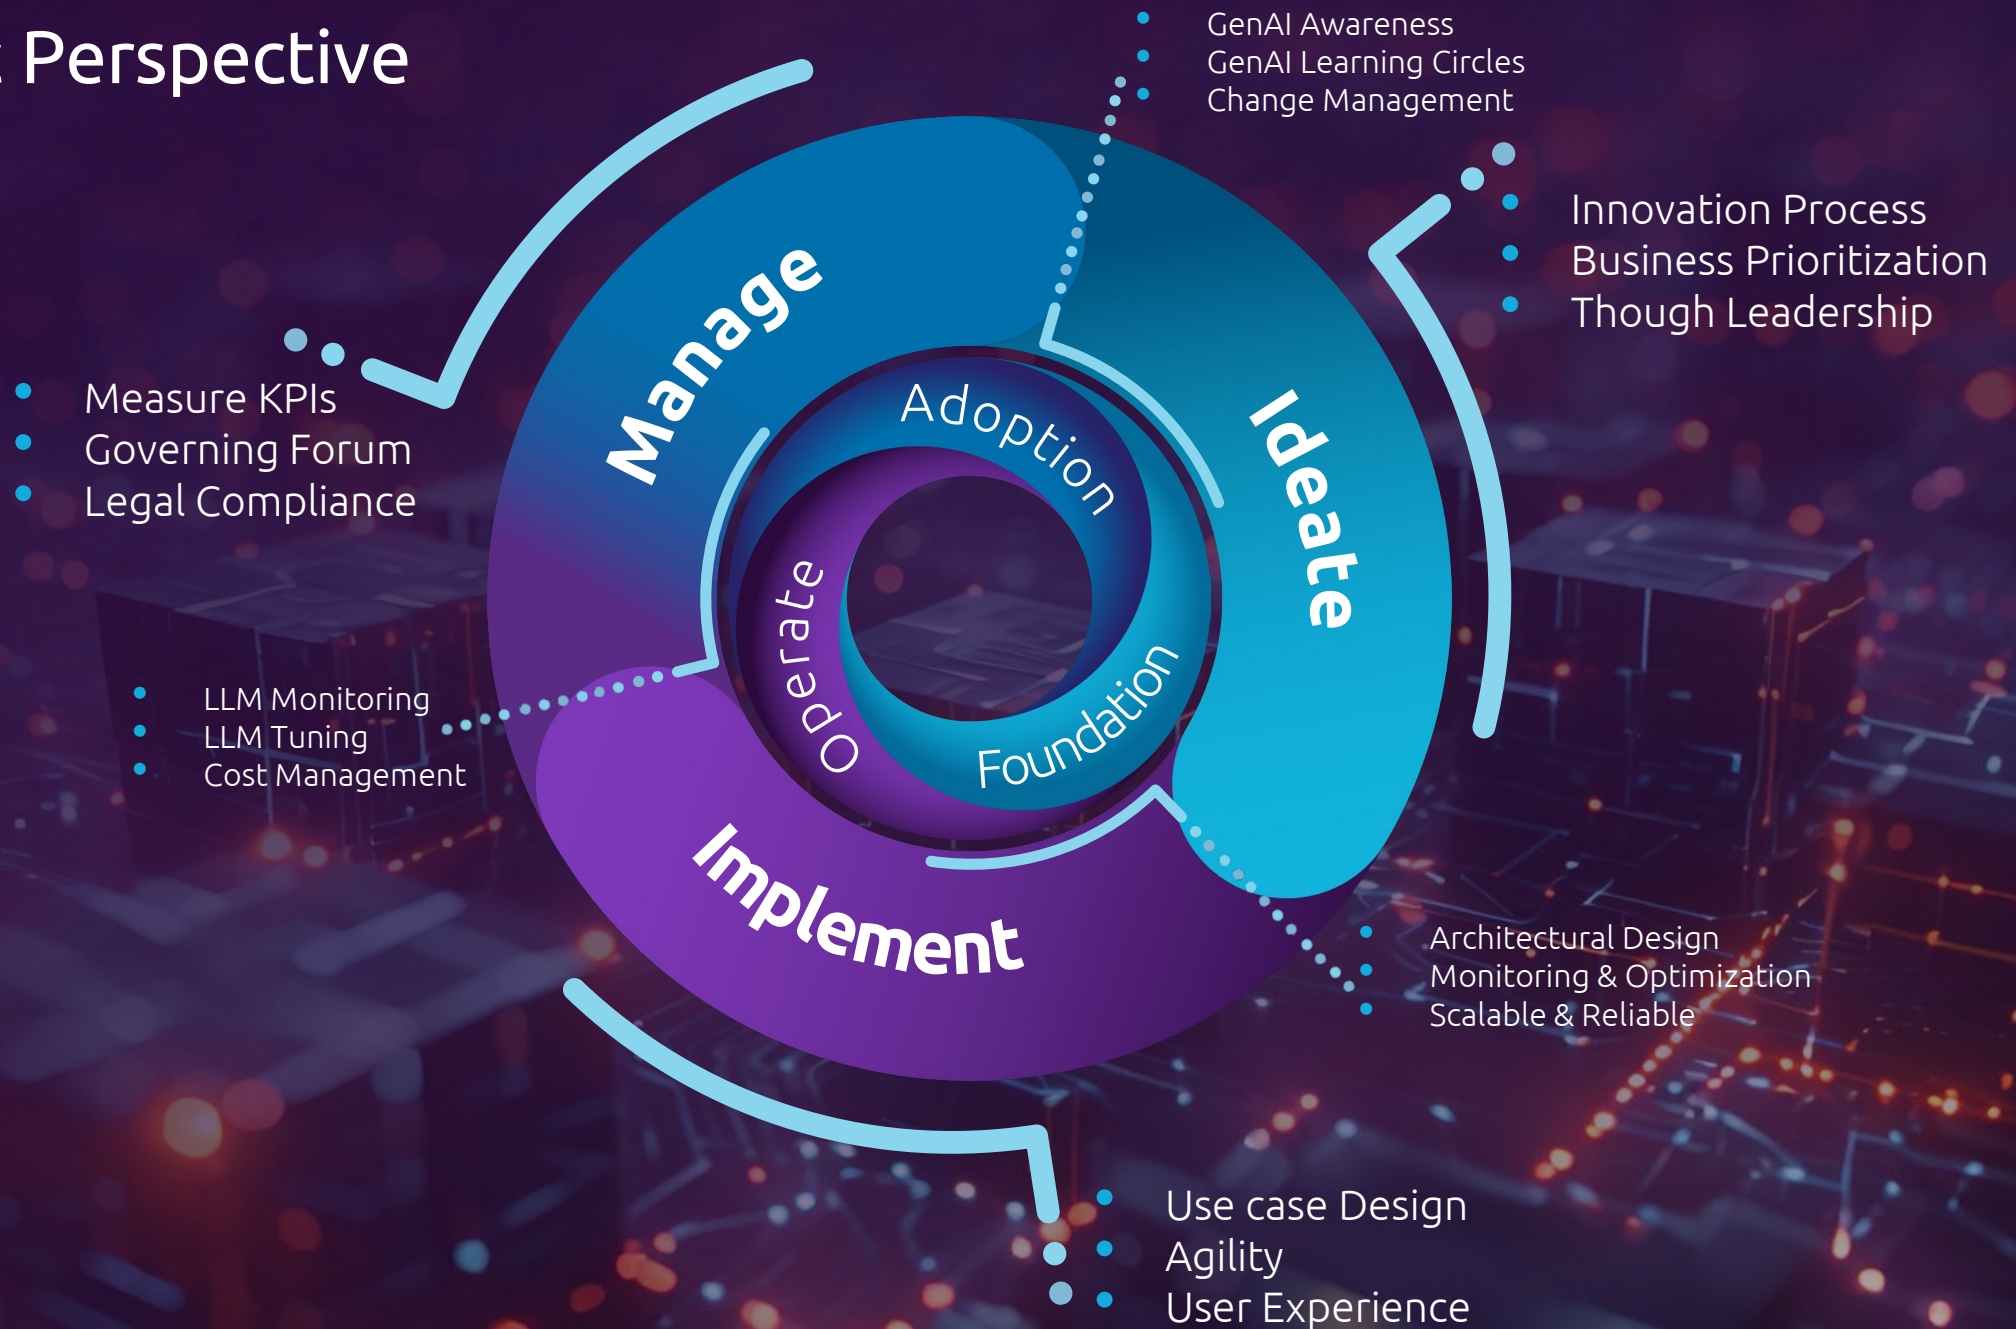 Perspective
GenAI Awareness
GenAI Learning Circles
Change Management
Innovation Process
Business Prioritization
Though Leadership
Measure KPIs
Governing Forum
Legal Compliance
Manage
Adoption
Ideate
Operate
Foundation
LLM Monitoring
LLM Tuning
Cost Management
Implement
Architectural Design
Monitoring & Optimization
Scalable & Reliable
Use case Design
Agility
User Experience